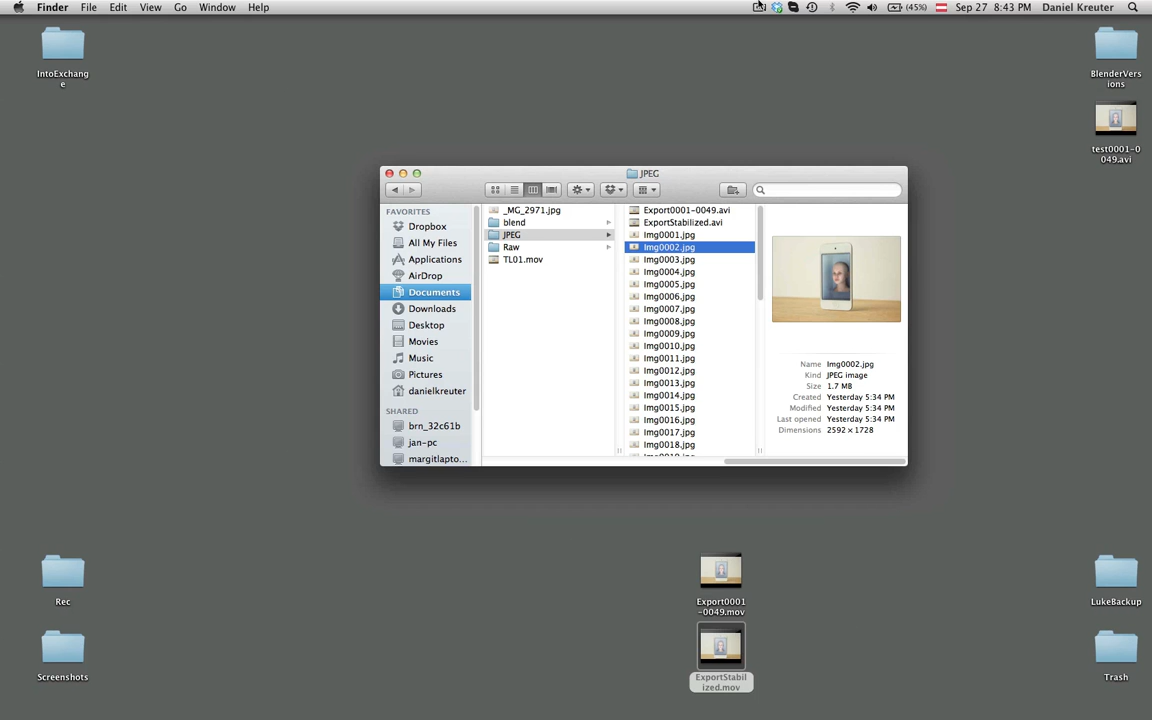 Finder File Edit View Go Window Help (45%) Sep 27 8:43 PM Daniel Kreuter
IntoExchang
e
BlenderVers
ions
test0001-0
049.avi
JPEG
FAVORITES
Dropbox
All My Files
Applications
AirDrop
Documents
Downloads
Desktop
Movies
Music
Pictures
danielkreuter
SHARED
brn_32c61b
jan-pc
margitlapto...
_MG_2971.jpg
blend
JPEG
Raw
TL01.mov
Export0001-0049.avi
ExportStabilized.avi
Img0001.jpg
Img0002.jpg
Img0003.jpg
Img0004.jpg
Img0005.jpg
Img0006.jpg
Img0007.jpg
Img0008.jpg
Img0009.jpg
Img0010.jpg
Img0011.jpg
Img0012.jpg
Img0013.jpg
Img0014.jpg
Img0015.jpg
Img0016.jpg
Img0017.jpg
Img0018.jpg
Name Img0002.jpg
Kind JPEG image
Size 1.7 MB
Created Yesterday 5:34 PM
Modified Yesterday 5:34 PM
Last opened Yesterday 5:34 PM
Dimensions 2592 × 1728
Rec
Screenshots
Export0001
-0049.mov
ExportStabil
ized.mov
LukeBackup
Trash